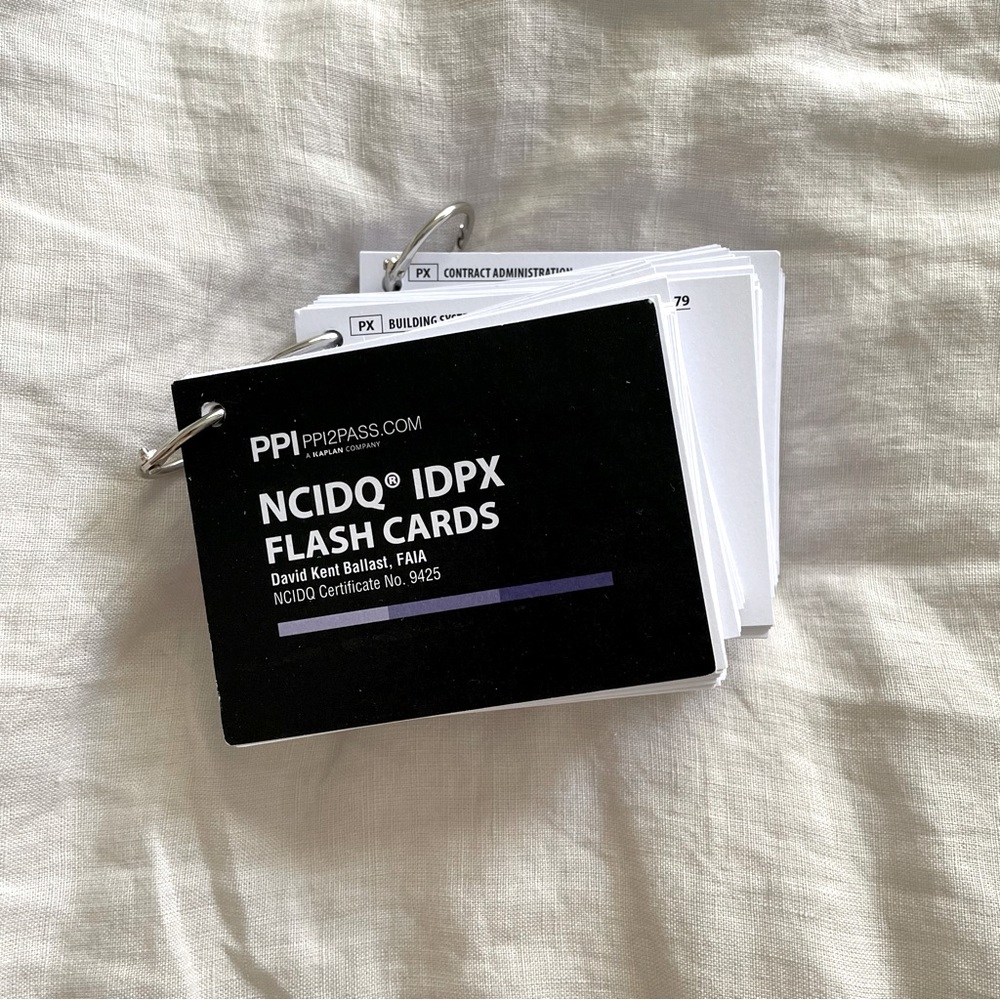 PX CONTRACT ADMINISTRATION
79
PX BUILDING
PPI PPI2PASS.COM
A KAPLAN COMPANY
NCIDQ® IDPX
FLASH CARDS
David Kent Ballast, FAIA
NCIDQ Certificate No. 9425